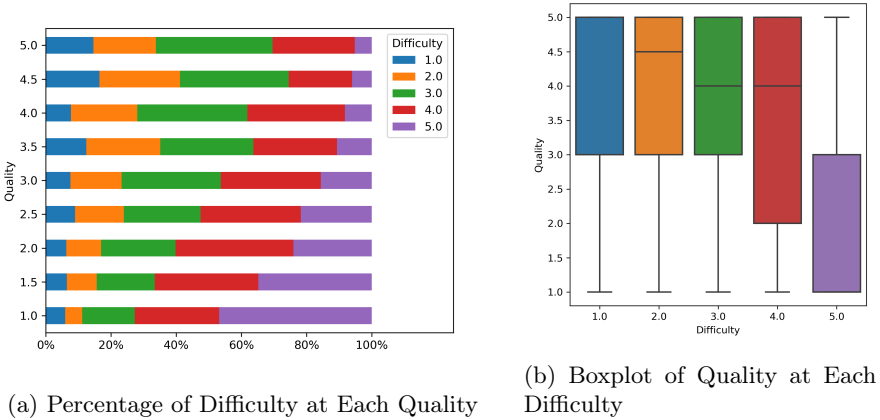 Quality
5.0
4.5
4.0
3.5
3.0
2.5
2.0
1.5
1.0
0% 20% 40% 60% 80% 100%
Difficulty
1.0
2.0
3.0
4.0
5.0
(a) Percentage of Difficulty at Each Quality
Quality
5.0
4.5
4.0
3.5
3.0
2.5
2.0
1.5
1.0
1.0 2.0 3.0 4.0 5.0
Difficulty
(b) Boxplot of Quality at Each
Difficulty